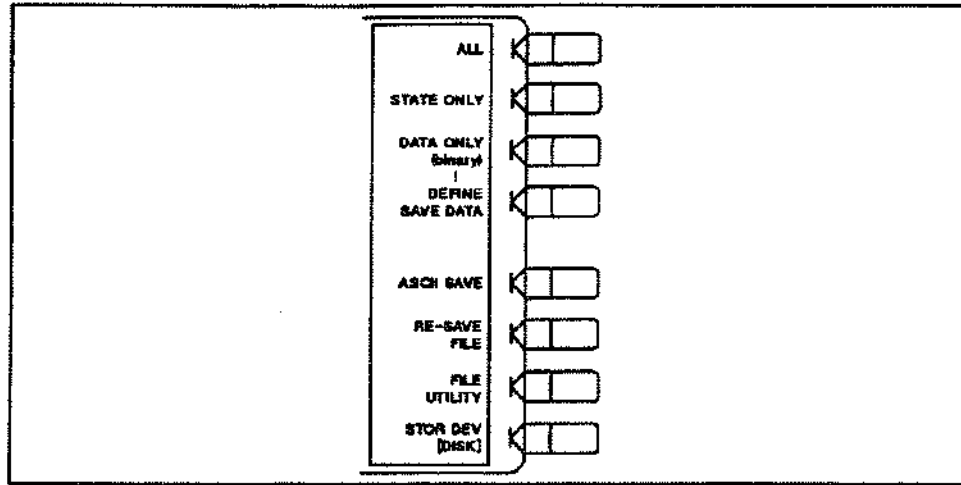 ALL
STATE ONLY
DATA ONLY
(binary)
DEFINE
SAVE DATA
ASCII SAVE
RE-SAVE
FILE
FILE
UTILITY
STOR DEV
[DISK]